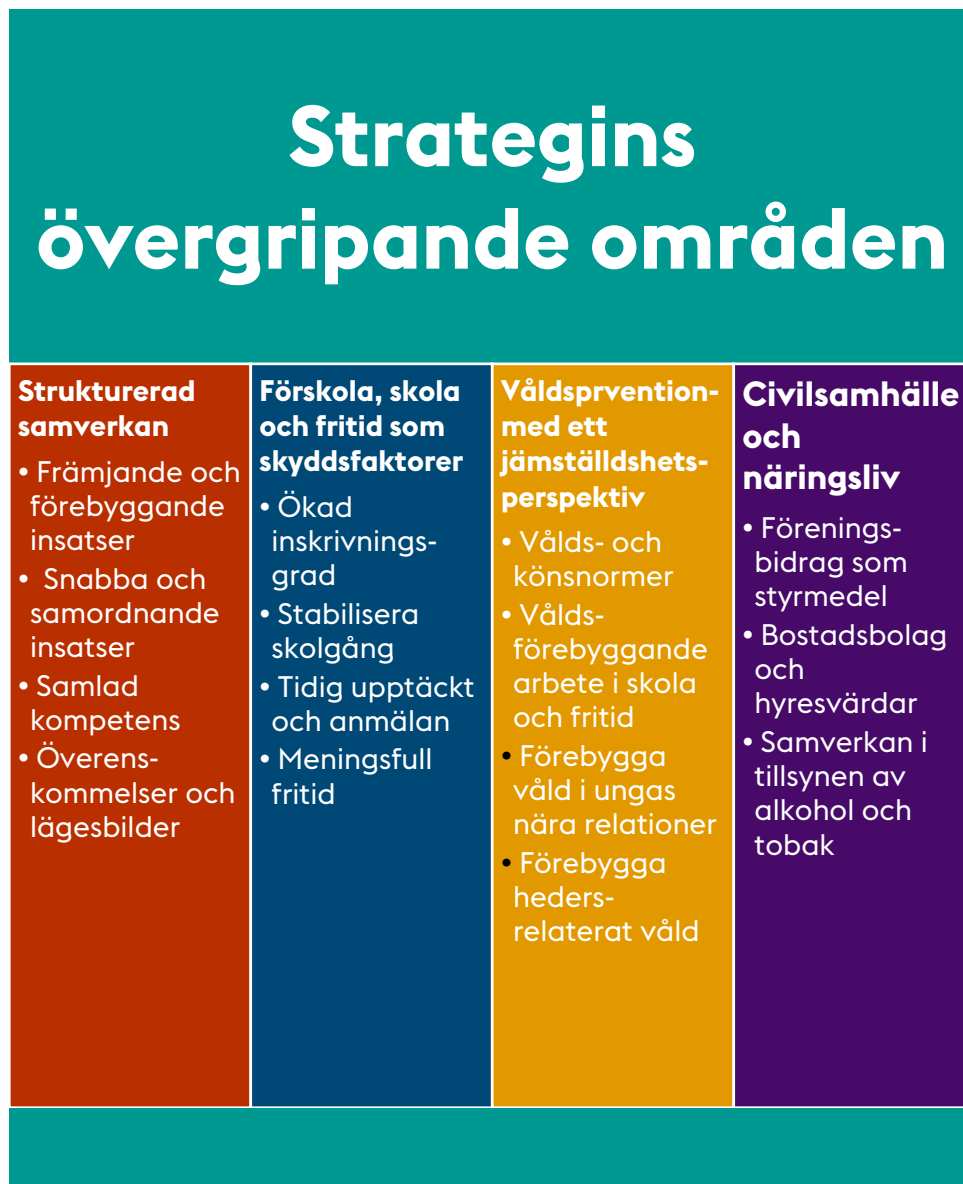 Strategins
övergripande områden
Strukturerad
samverkan
• Främjande och
förebyggande
insatser
• Snabba och
samordnande
insatser
• Samlad
kompetens
• Överens-
kommelser och
lägesbilder
Förskola, skola
och fritid som
skyddsfaktorer
• Ökad
inskrivnings-
grad
• Stabilisera
skolgång
• Tidig upptäckt
och anmälan
• Meningsfull
fritid
Våldsprvention-
med ett
jämställdshets-
perspektiv
• Vålds- och
könsnormer
• Vålds-
förebyggande
arbete i skola
och fritid
• Förebygga
våld i ungas
nära relationer
• Förebygga
heders-
relaterat våld
Civilsamhälle
och
näringsliv
• Förenings-
bidrag som
styrmedel
• Bostadsbolag
och
hyresvärdar
• Samverkan i
tillsynen av
alkohol och
tobak